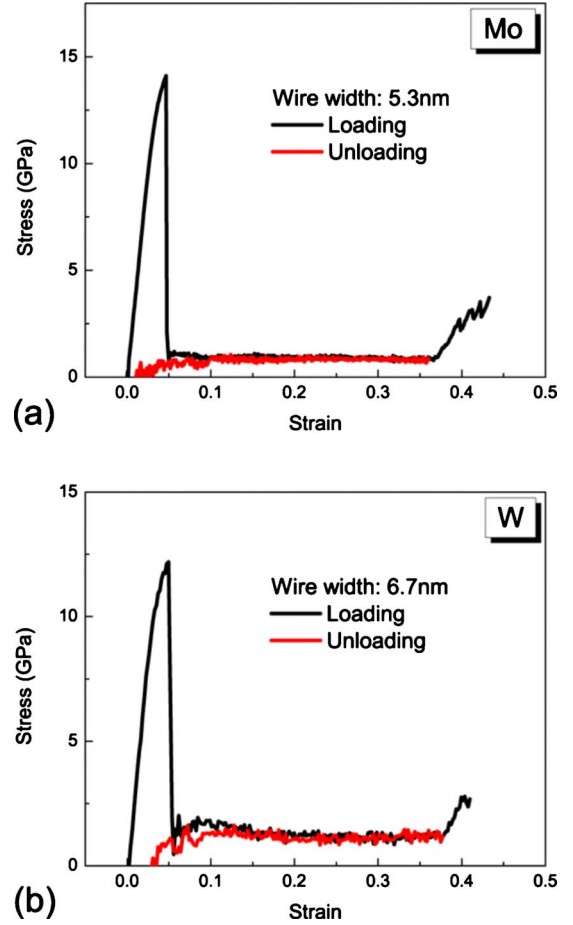 Mo
15
Wire width: 5.3nm
Loading
Unloading
10
Stress (GPa)
5
0
0.0 0.1 0.2 0.3 0.4 0.5
(a)
Strain
W
15
Wire width: 6.7nm
Loading
Unloading
10
Stress (GPa)
5
0
0.0 0.1 0.2 0.3 0.4 0.5
(b)
Strain